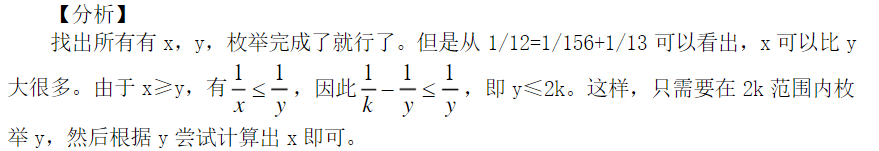 【分析】
找出所有有 x, y, 枚举完成了就行了。但是从 1/12=1/156+1/13 可以看出, x 可以比 y
大很多。由于 x≥y, 有 1/x ≤ 1/y, 因此 1/k − 1/y ≤ 1/y, 即 y≤2k。这样, 只需要在 2k 范围内枚
举 y, 然后根据 y 尝试计算出 x 即可。